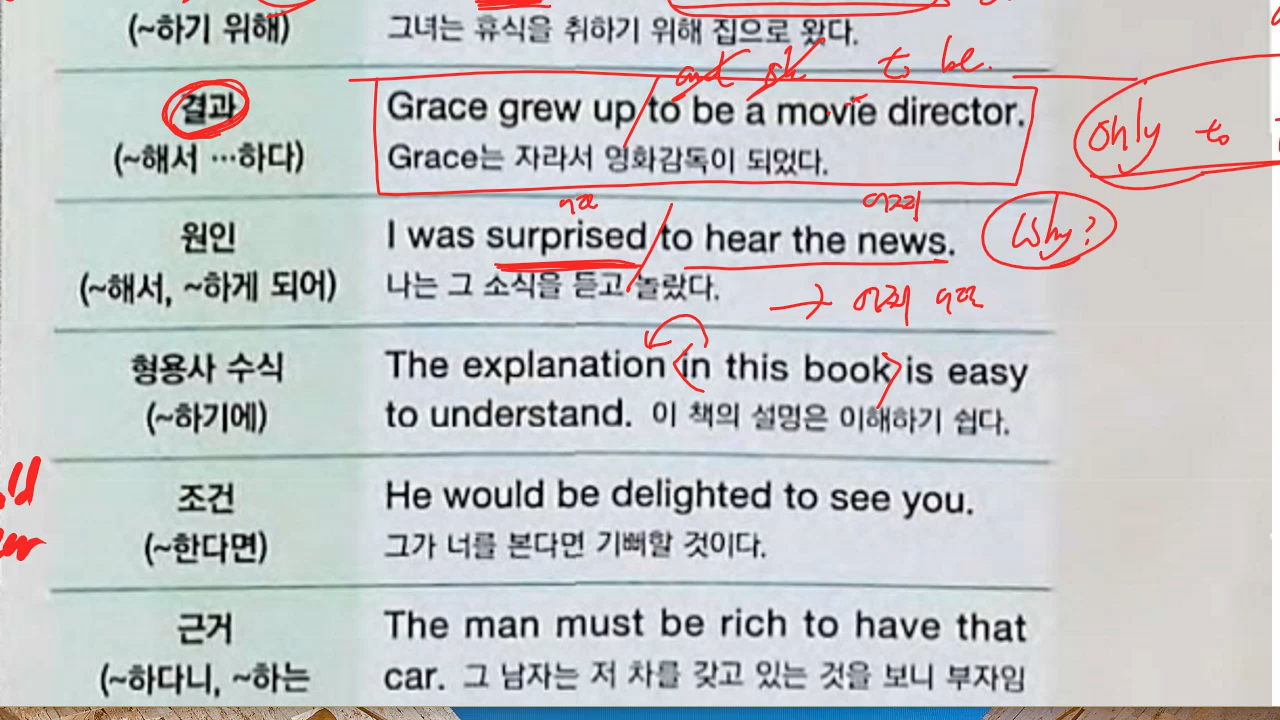 (~하기 위해)
그녀는 휴식을 취하기 위해 집으로 왔다.
to be.
결과
Grace grew up to be a movie director.
(~해서 …하다)
Grace는 자라서 영화감독이 되었다.
only to
원인
I was surprised to hear the news.
Why?
(~해서, ~하게 되어)
나는 그 소식을 듣고 놀랐다.
형용사 수식
The explanation in this book is easy
(~하기에)
to understand. 이 책의 설명은 이해하기 쉽다.
조건
He would be delighted to see you.
(~한다면)
그가 너를 본다면 기뻐할 것이다.
근거
The man must be rich to have that
(~하다니, ~하는
car. 그 남자는 저 차를 갖고 있는 것을 보니 부자임